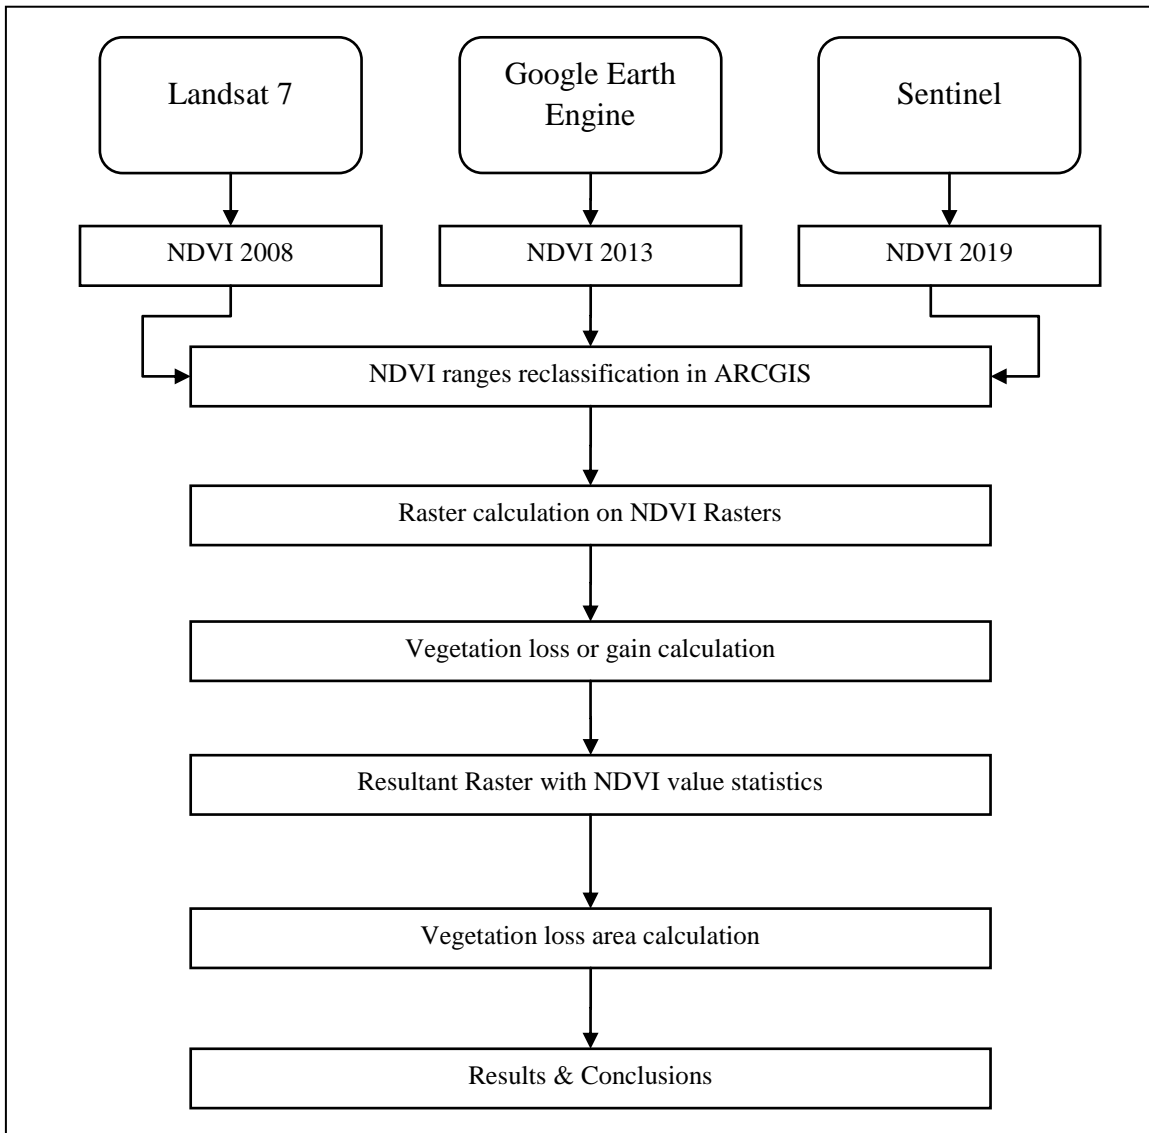 Landsat 7
Google Earth
Engine
Sentinel
NDVI 2008
NDVI 2013
NDVI 2019
NDVI ranges reclassification in ARCGIS
Raster calculation on NDVI Rasters
Vegetation loss or gain calculation
Resultant Raster with NDVI value statistics
Vegetation loss area calculation
Results & Conclusions